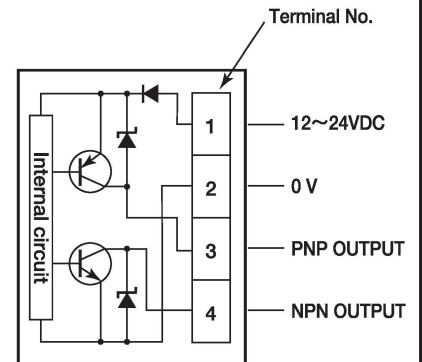 Terminal No.
1 12～24VDC
2 0 V
3 PNP OUTPUT
4 NPN OUTPUT
Internal circuit